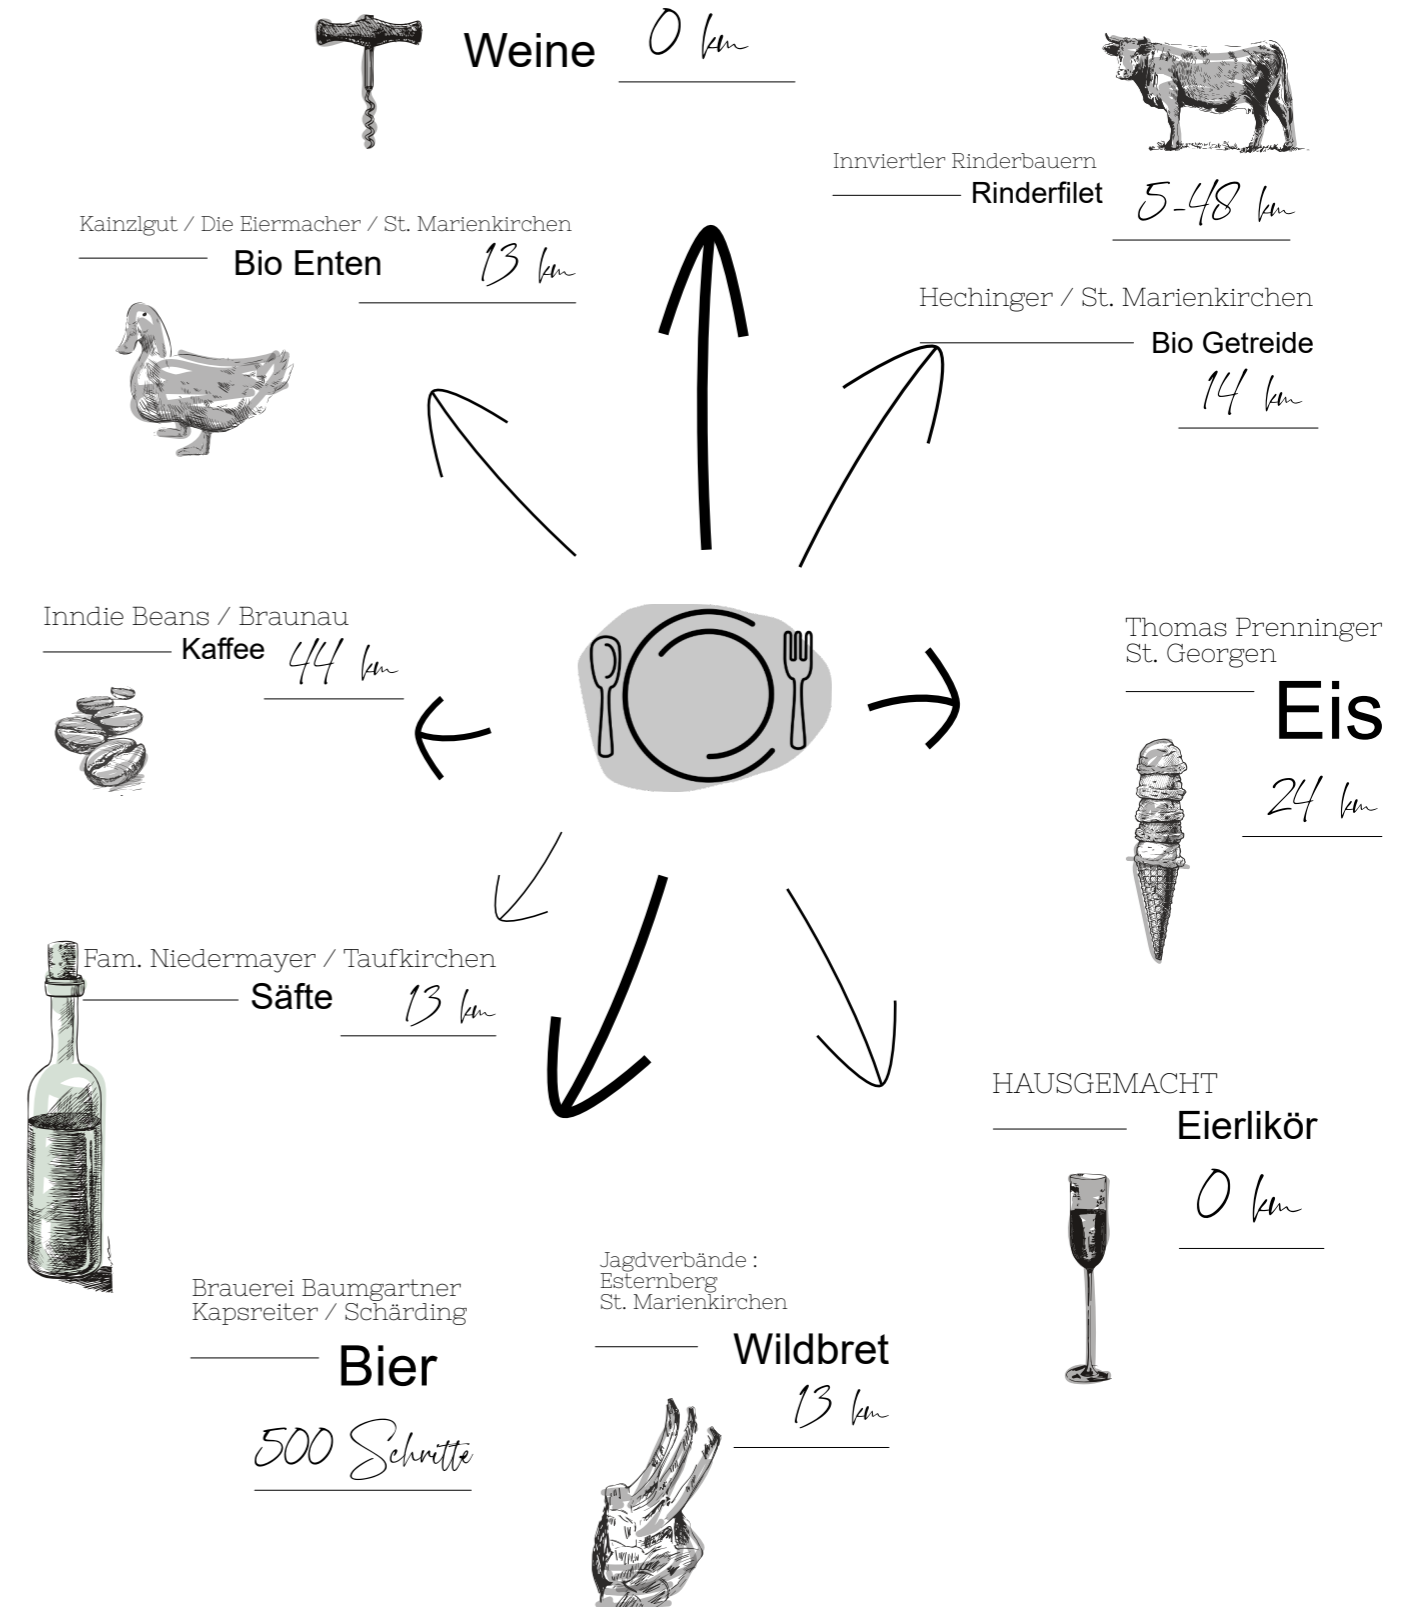 Weine 0 km
Innviertler Rinderbauern
Rinderfilet 5-48 km
Kainzlgut / Die Eiermacher / St. Marienkirchen
Bio Enten 13 km
Hechinger / St. Marienkirchen
Bio Getreide
14 km
Inndie Beans / Braunau
Kaffee 44 km
Thomas Prenninger
St. Georgen
Eis
24 km
Fam. Niedermayer / Taufkirchen
Säfte 13 km
HAUSGEMACHT
Eierlikör
0 km
Brauerei Baumgartner
Kapsreiter / Schärding
Bier
500 Schritte
Jagdverbände :
Esternberg
St. Marienkirchen
Wildbret
13 km